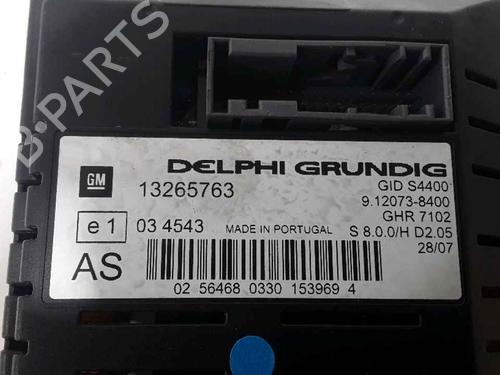 B-PARTS
DELPHI GRUNDIG
GM
13265763
GID S4400
9.12073-8400
GHR 7102
e1
03 4543
MADE IN PORTUGAL
S 8.0.0/H D2.05
28/07
AS
02 56468 0330 153969 4